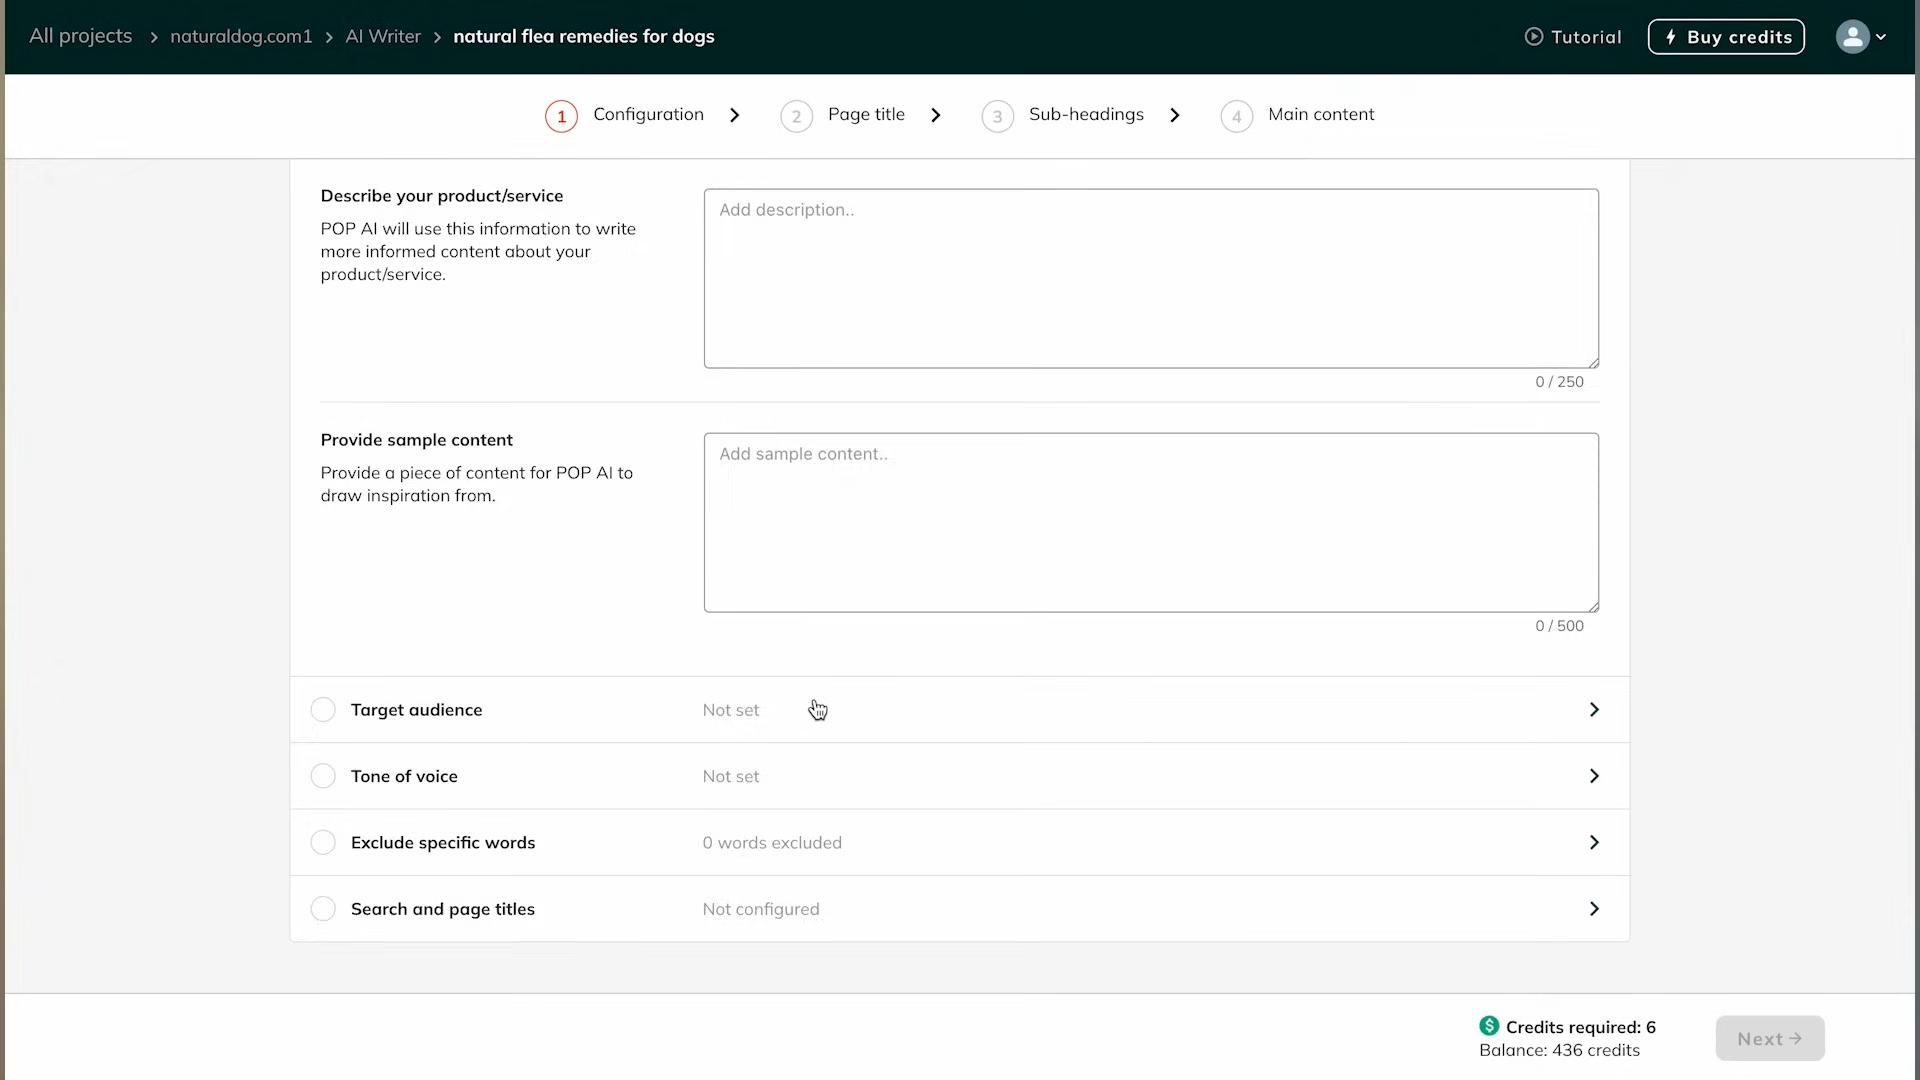 All projects > naturaldog.com1 > AI Writer > natural flea remedies for dogs
Tutorial
Buy credits
1 Configuration
2 Page title
3 Sub-headings
4 Main content
Describe your product/service
POP AI will use this information to write
more informed content about your
product/service.
Add description..
0 / 250
Provide sample content
Provide a piece of content for POP AI to
draw inspiration from.
Add sample content..
0 / 500
Target audience Not set
Tone of voice Not set
Exclude specific words 0 words excluded
Search and page titles Not configured
$ Credits required: 6
Balance: 436 credits
Next →